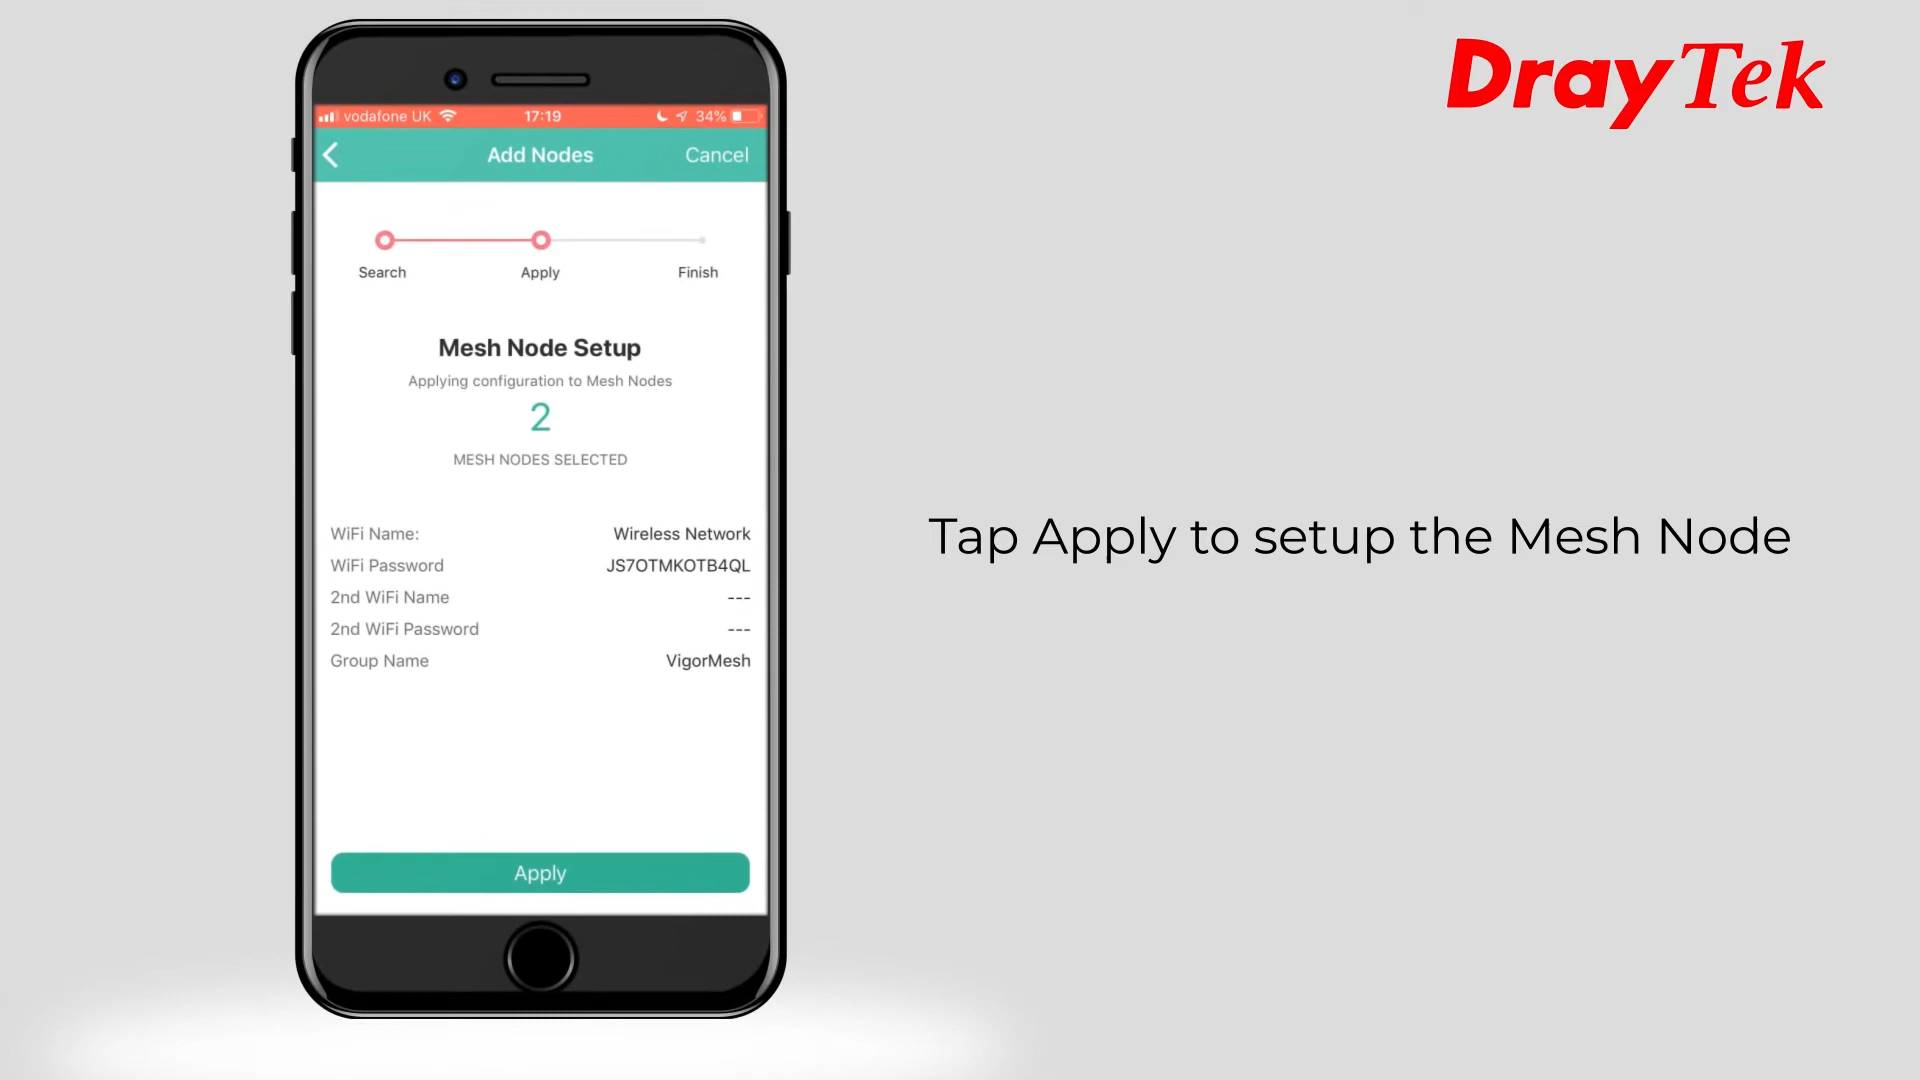 DrayTek
vodafone UK 17:19 34%
Add Nodes Cancel
Search Apply Finish
Mesh Node Setup
Applying configuration to Mesh Nodes
2
MESH NODES SELECTED
WiFi Name: Wireless Network
WiFi Password JS7OTMKOTB4QL
2nd WiFi Name ---
2nd WiFi Password ---
Group Name VigorMesh
Apply
Tap Apply to setup the Mesh Node